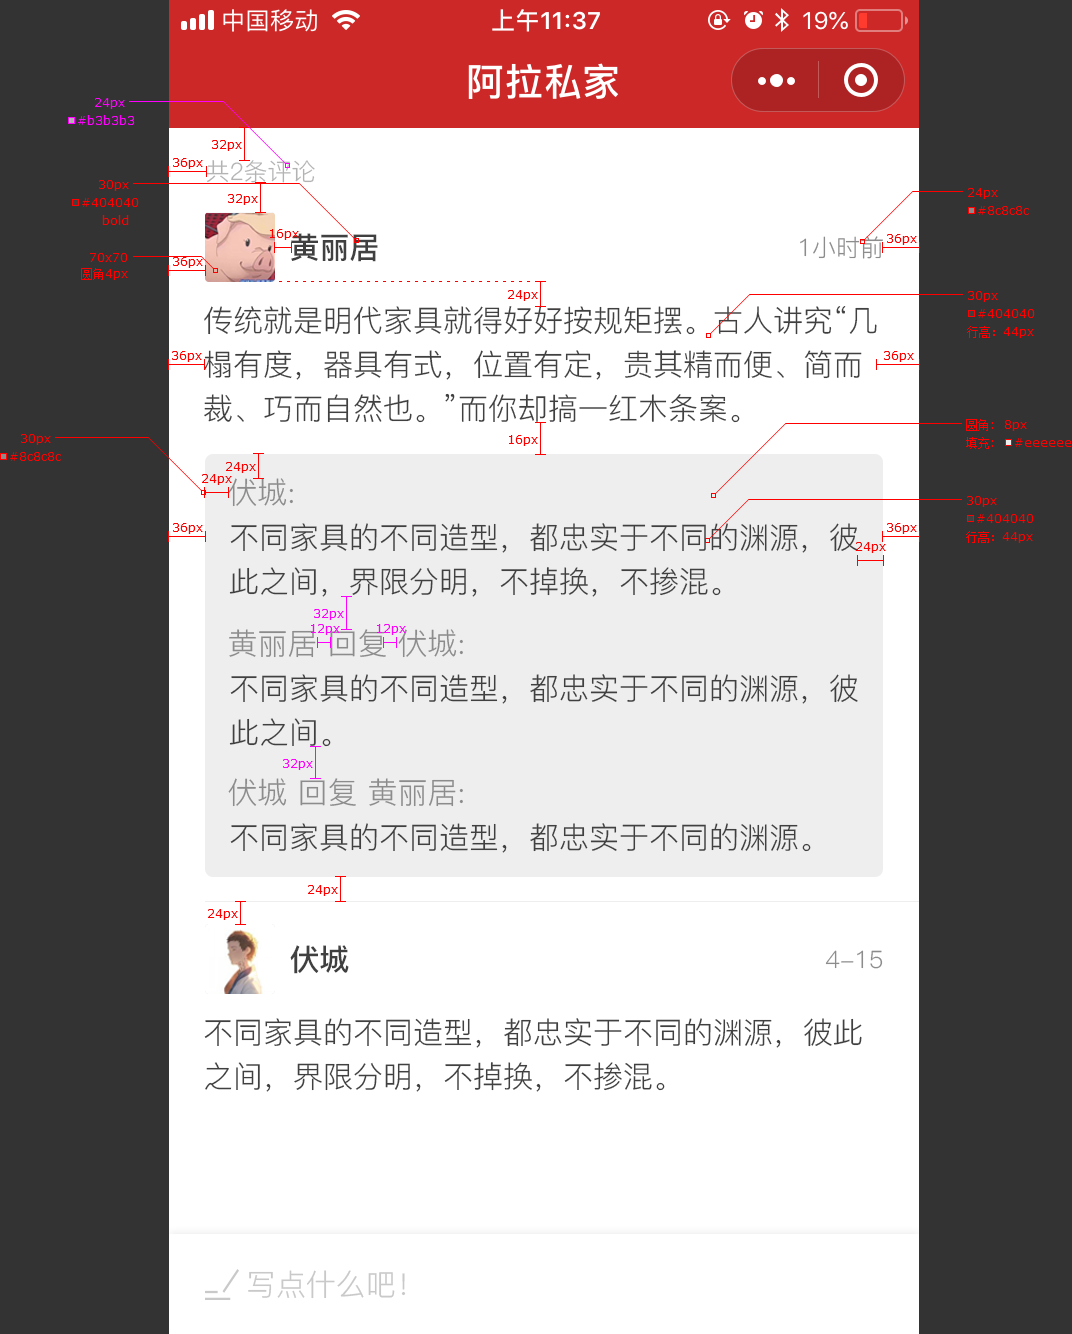 中国移动 上午11:37 19%
阿拉私家
24px
#b3b3b3
32px
36px
共2条评论
30px
#404040
bold
32px
24px
#8c8c8c
16px
黄丽居
1小时前
36px
70x70
圆角4px
36px
24px
30px
#404040
行高：44px
传统就是明代家具就得好好按规矩摆。古人讲究“几
36px
榻有度，器具有式，位置有定，贵其精而便、简而
36px
裁、巧而自然也。”而你却搞一红木条案。
16px
圆角：8px
填充：#eeeeee
30px
#8c8c8c
24px
24px
伏城:
30px
#404040
行高：44px
36px
不同家具的不同造型，都忠实于不同的渊源，彼
36px
24px
此之间，界限分明，不掉换，不掺混。
32px
12px
12px
黄丽居 回复 伏城:
不同家具的不同造型，都忠实于不同的渊源，彼
此之间。
32px
伏城 回复 黄丽居:
不同家具的不同造型，都忠实于不同的渊源。
24px
24px
伏城
4-15
不同家具的不同造型，都忠实于不同的渊源，彼此
之间，界限分明，不掉换，不掺混。
写点什么吧！